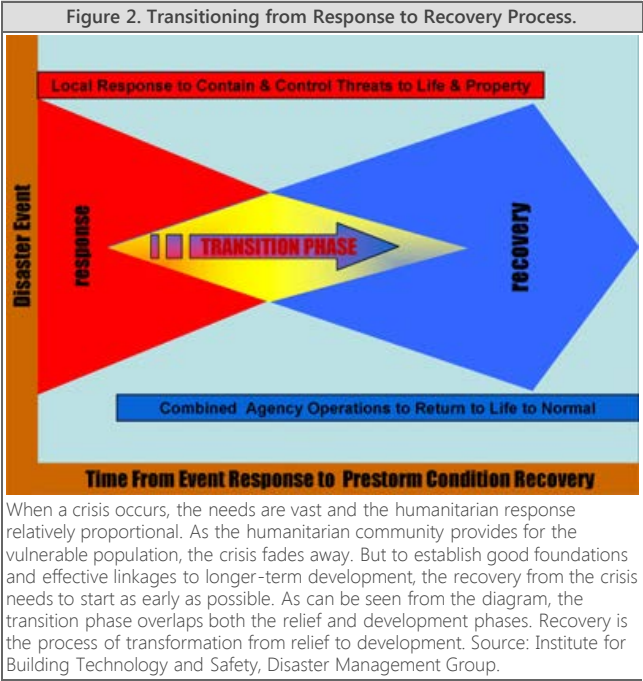 Figure 2. Transitioning from Response to Recovery Process.
Local Response to Contain & Control Threats to Life & Property
Disaster Event
response
TRANSITION PHASE
recovery
Combined Agency Operations to Return to Life to Normal
Time From Event Response to Prestorm Condition Recovery
When a crisis occurs, the needs are vast and the humanitarian response
relatively proportional. As the humanitarian community provides for the
vulnerable population, the crisis fades away. But to establish good foundations
and effective linkages to longer-term development, the recovery from the crisis
needs to start as early as possible. As can be seen from the diagram, the
transition phase overlaps both the relief and development phases. Recovery is
the process of transformation from relief to development. Source: Institute for
Building Technology and Safety, Disaster Management Group.